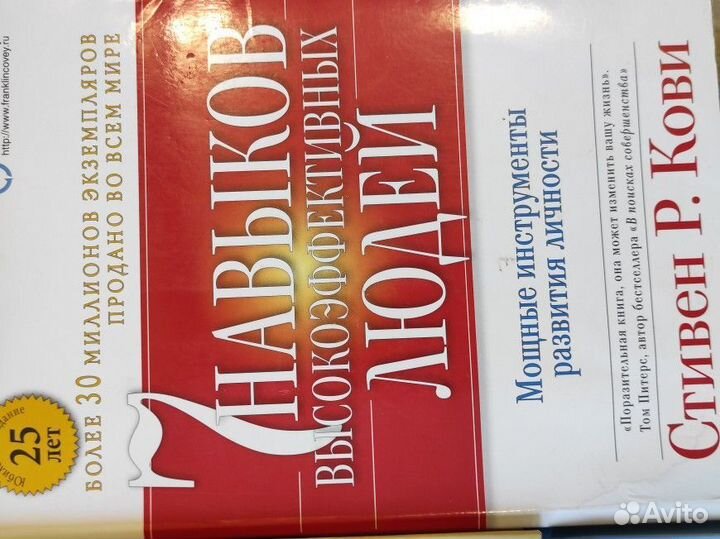 http://www.franklincovey.ru
Юбилейное издание
25
лет
БОЛЕЕ 30 МИЛЛИОНОВ ЭКЗЕМПЛЯРОВ
ПРОДАНО ВО ВСЕМ МИРЕ
7 НАВЫКОВ
ВЫСОКОЭФФЕКТИВНЫХ
ЛЮДЕЙ
Мощные инструменты
развития личности
«Поразительная книга, она может изменить вашу жизнь».
Том Питерс, автор бестселлера «В поисках совершенства»
СТИВЕН Р. КОВИ
Avito